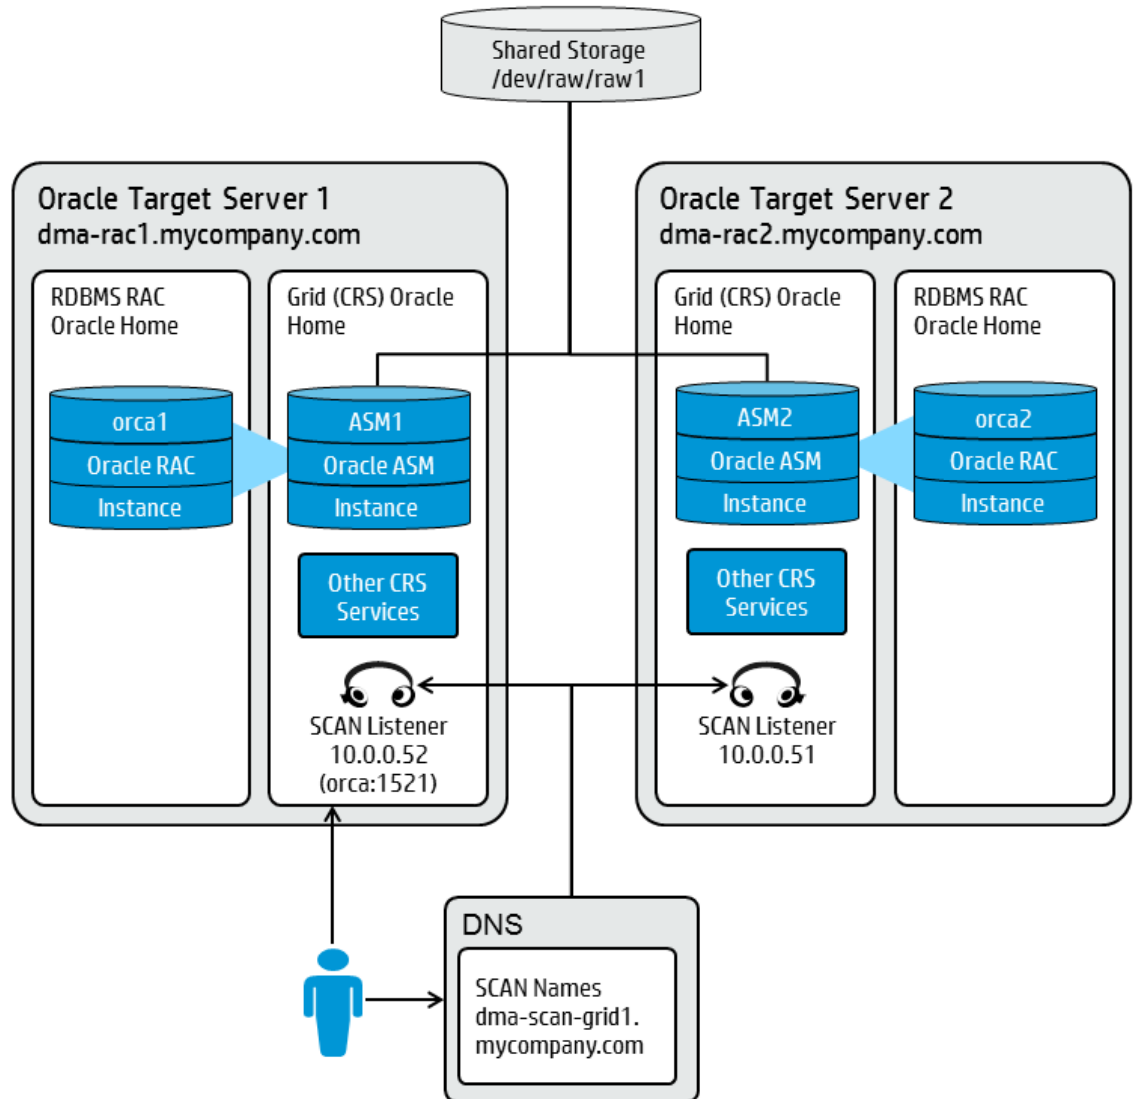 Shared Storage
/dev/raw/raw1
Oracle Target Server 1
dma-rac1.mycompany.com
RDBMS RAC
Oracle Home
Grid (CRS) Oracle
Home
orca1
Oracle RAC
Instance
ASM1
Oracle ASM
Instance
Other CRS
Services
SCAN Listener
10.0.0.52
(orca:1521)
Oracle Target Server 2
dma-rac2.mycompany.com
Grid (CRS) Oracle
Home
RDBMS RAC
Oracle Home
ASM2
Oracle ASM
Instance
orca2
Oracle RAC
Instance
Other CRS
Services
SCAN Listener
10.0.0.51
DNS
SCAN Names
dma-scan-grid1.
mycompany.com